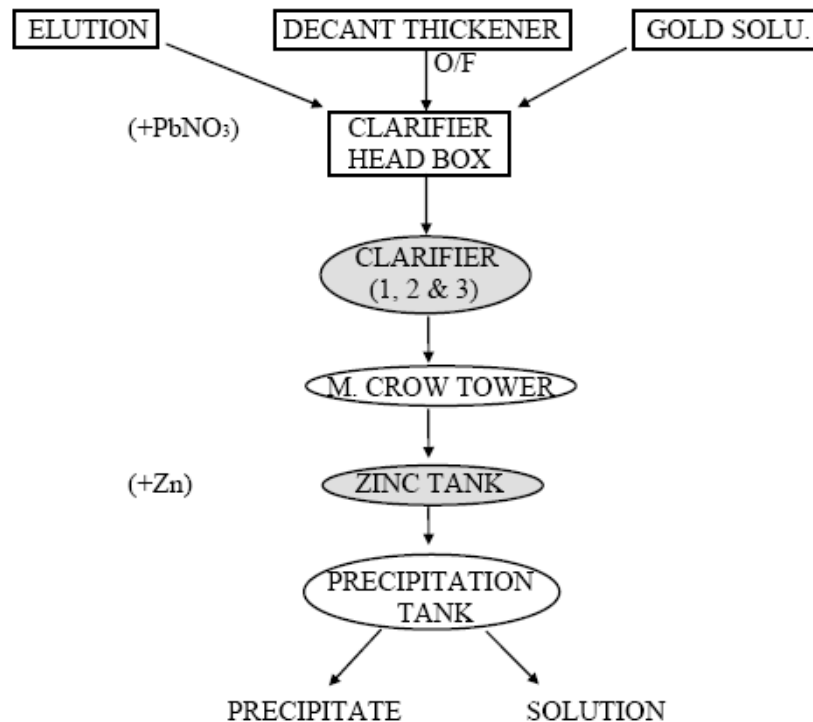 ELUTION
DECANT THICKENER
GOLD SOLU.
O/F
(+PbNO₃)
CLARIFIER
HEAD BOX
CLARIFIER
(1, 2 & 3)
M. CROW TOWER
(+Zn)
ZINC TANK
PRECIPITATION
TANK
PRECIPITATE
SOLUTION